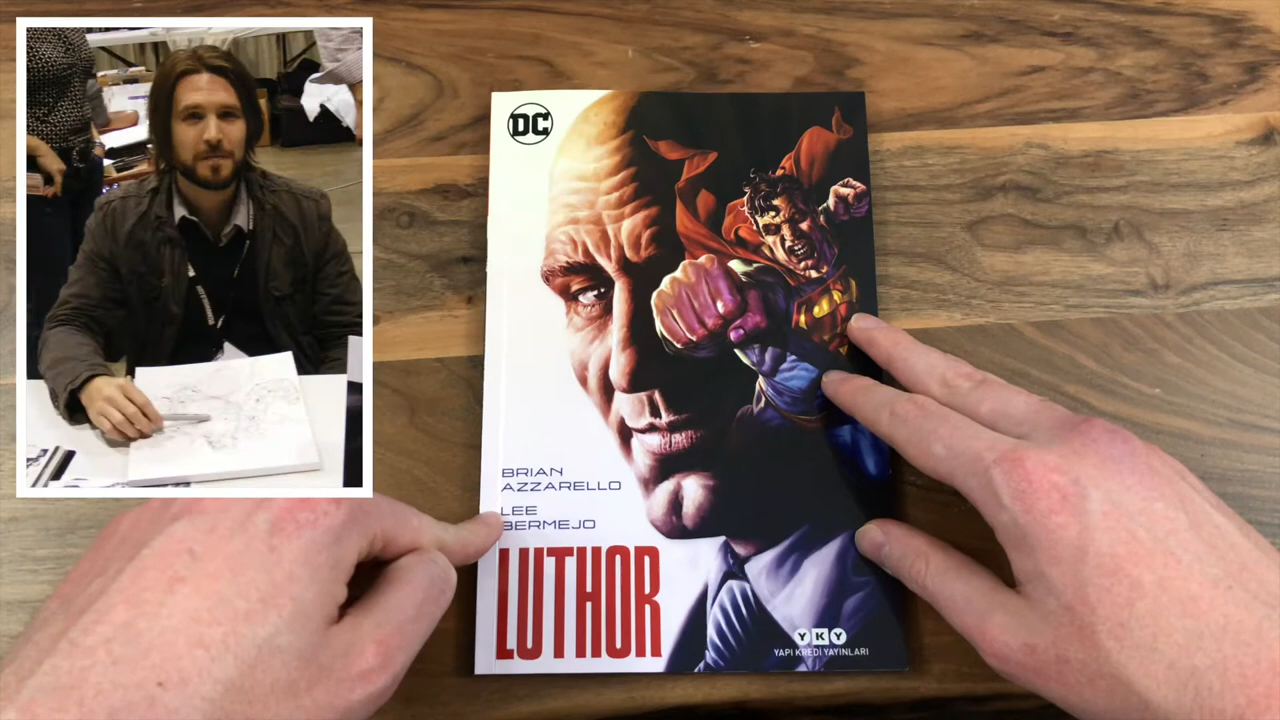 DC
BRIAN
AZZARELLO
LEE
BERMEJO
LUTHOR
YKY
YAPI KREDİ YAYINLARI